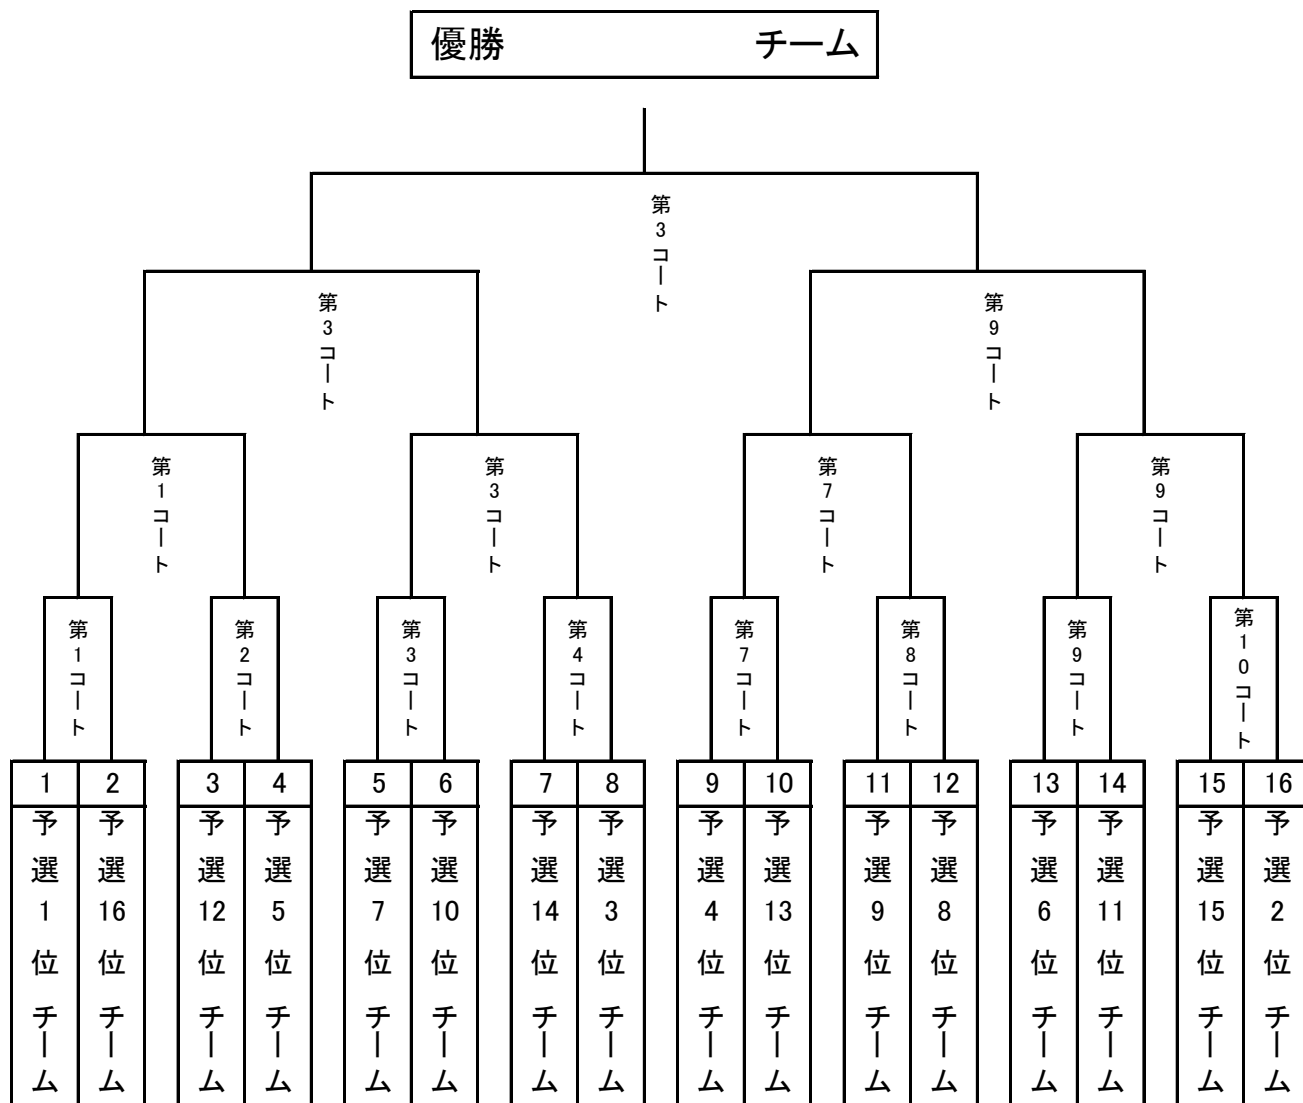 優勝 チーム
第3コート
第3コート
第9コート
第1コート
第3コート
第7コート
第9コート
第1コート
第2コート
第3コート
第4コート
第7コート
第8コート
第9コート
第10コート
1 2 3 4 5 6 7 8 9 10 11 12 13 14 15 16
予選1位チーム
予選16位チーム
予選12位チーム
予選5位チーム
予選7位チーム
予選10位チーム
予選14位チーム
予選3位チーム
予選4位チーム
予選13位チーム
予選9位チーム
予選8位チーム
予選6位チーム
予選11位チーム
予選15位チーム
予選2位チーム